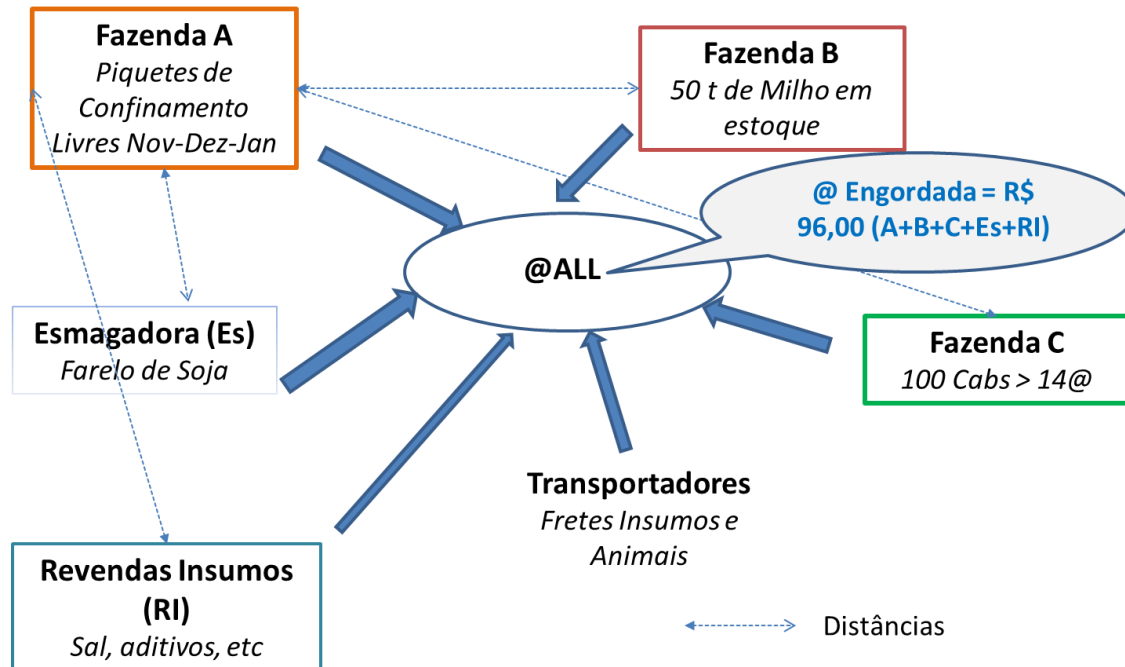 Fazenda A
Piquetes de
Confinamento
Livres Nov-Dez-Jan
Fazenda B
50 t de Milho em
estoque
@ Engordada = R$
96,00 (A+B+C+Es+RI)
@ALL
Esmagadora (Es)
Farelo de Soja
Fazenda C
100 Cabs > 14@
Transportadores
Fretes Insumos e
Animais
Revendas Insumos
(RI)
Sal, aditivos, etc
Distâncias